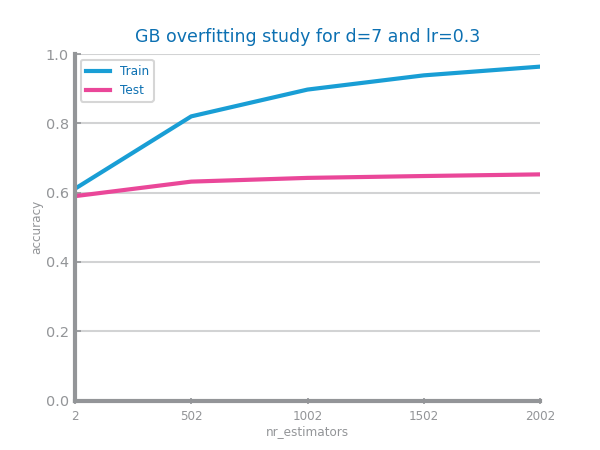 GB overfitting study for d=7 and lr=0.3
1.0
Train
Test
0.8
0.6
accuracy
0.4
0.2
0.0
2 502 1002 1502 2002
nr_estimators